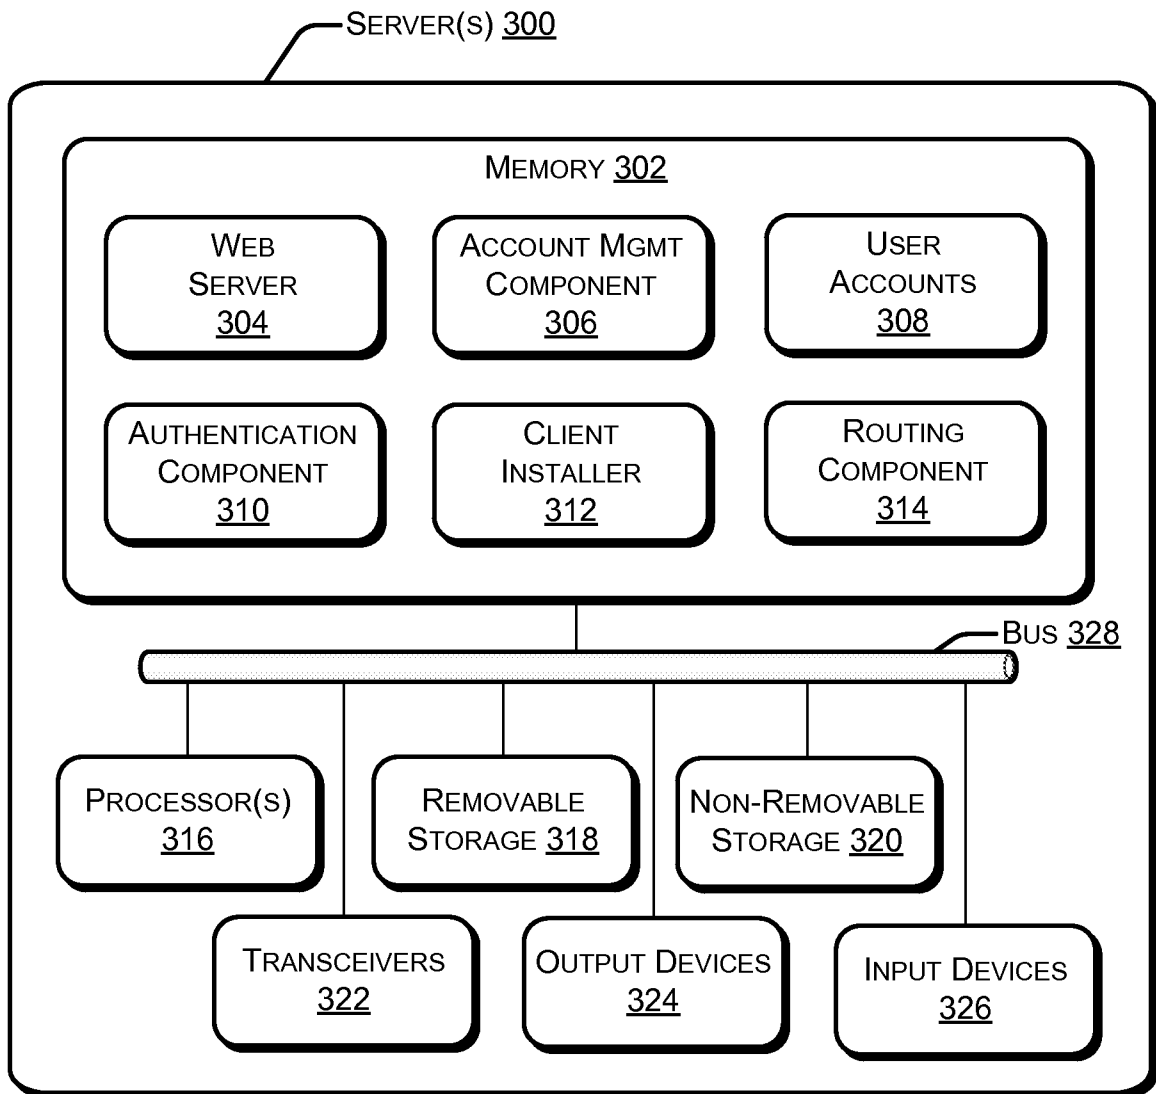 SERVER(S) 300
MEMORY 302
WEB
SERVER
304
ACCOUNT MGMT
COMPONENT
306
USER
ACCOUNTS
308
AUTHENTICATION
COMPONENT
310
CLIENT
INSTALLER
312
ROUTING
COMPONENT
314
BUS 328
PROCESSOR(S)
316
REMOVABLE
STORAGE 318
NON-REMOVABLE
STORAGE 320
TRANSCEIVERS
322
OUTPUT DEVICES
324
INPUT DEVICES
326